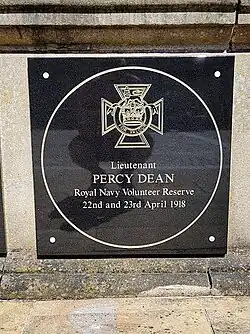 Lieutenant
PERCY DEAN
Royal Navy Volunteer Reserve
22nd and 23rd April 1918